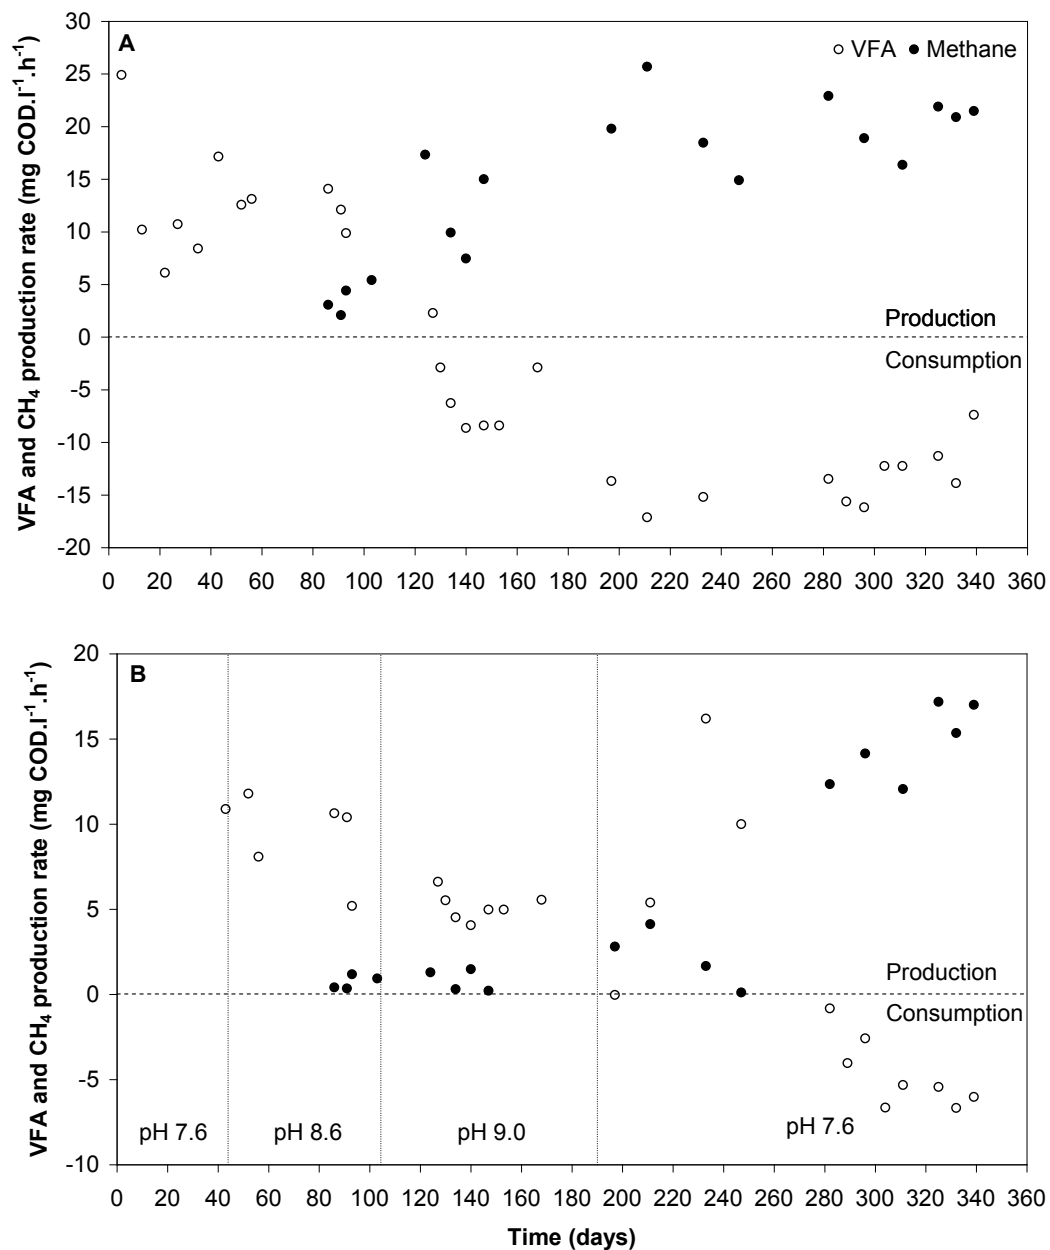 A
VFA Methane
VFA and CH₄ production rate (mg COD.l⁻¹.h⁻¹)
30
25
20
15
10
5
0
-5
-10
-15
-20
Production
Consumption
0 20 40 60 80 100 120 140 160 180 200 220 240 260 280 300 320 340 360
B
VFA and CH₄ production rate (mg COD.l⁻¹.h⁻¹)
20
15
10
5
0
-5
-10
Production
Consumption
pH 7.6 pH 8.6 pH 9.0 pH 7.6
0 20 40 60 80 100 120 140 160 180 200 220 240 260 280 300 320 340 360
Time (days)